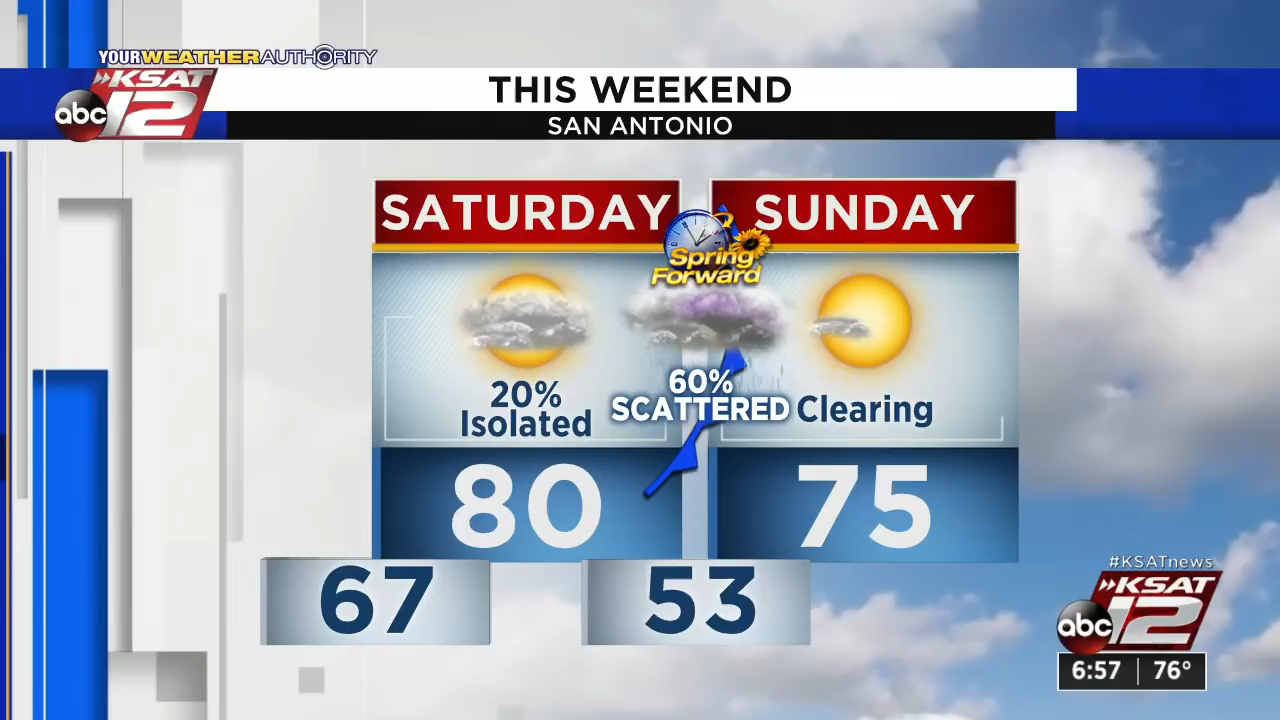 YOURWEATHERAUTHORITY
KSAT
abc 12
THIS WEEKEND
SAN ANTONIO
SATURDAY
SUNDAY
Spring
Forward
20%
Isolated
60%
SCATTERED
Clearing
80
75
67
53
#KSATnews
KSAT
abc 12
6:57 76°